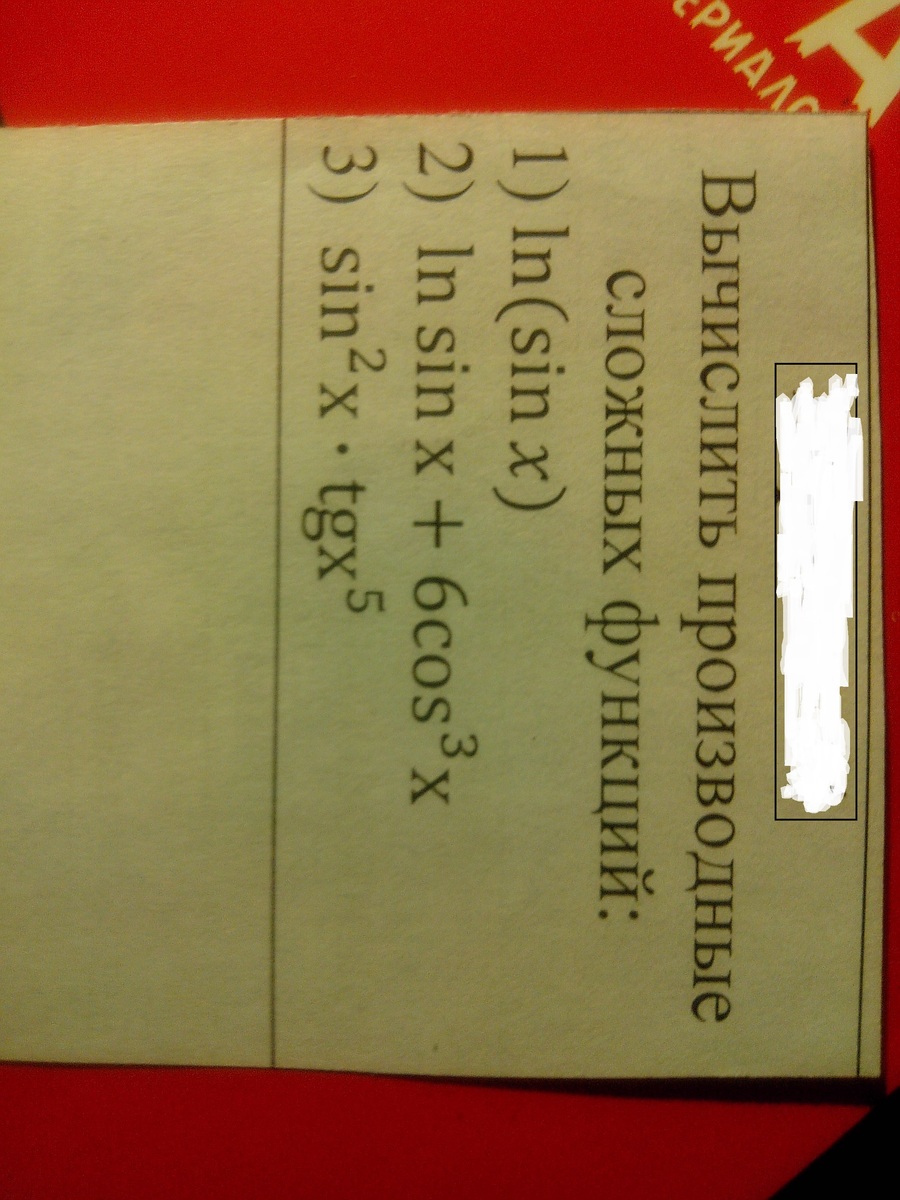 Вычислить производные
сложных функций:
1) ln(sin x)
2) ln sin x + 6cos³x
3) sin²x · tgx⁵